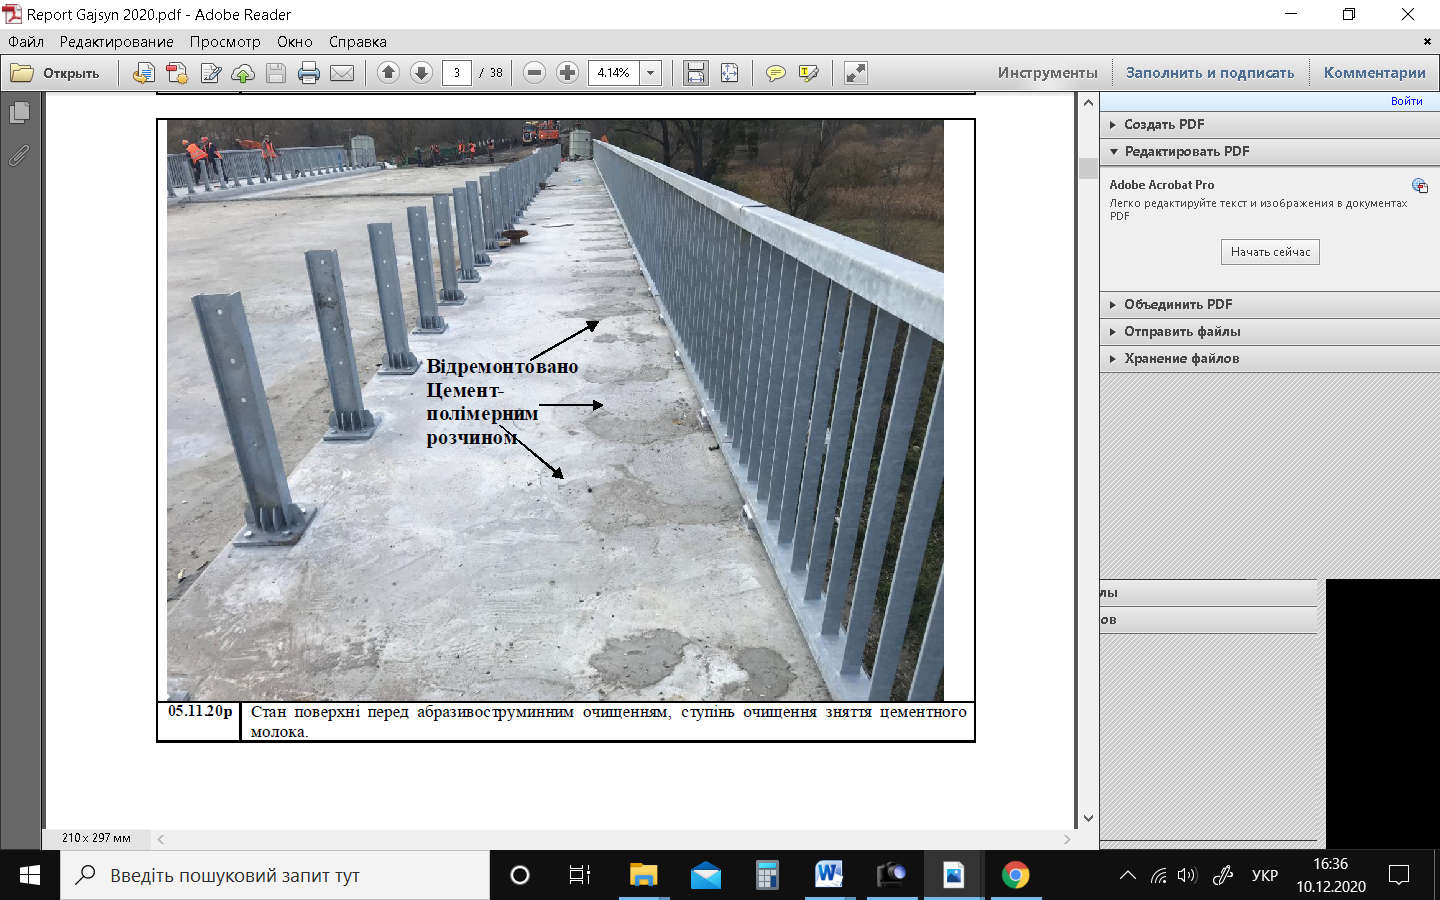 Report Gajsyn 2020.pdf - Adobe Reader
Файл Редактирование Просмотр Окно Справка
Открыть 3 / 38 4.14% Инструменты Заполнить и подписать Комментарии
Войти
Создать PDF
Редактировать PDF
Adobe Acrobat Pro
Легко редактируйте текст и изображения в документах
PDF
Начать сейчас
Объединить PDF
Отправить файлы
Хранение файлов
лы
ов
Відремонтовано
Цемент-
полімерним
розчином
05.11.20р Стан поверхні перед абразивоструминним очищенням, ступінь очищення зняття цементного
молока.
210 x 297 мм
Введіть пошуковий запит тут
УКР
16:36
10.12.2020